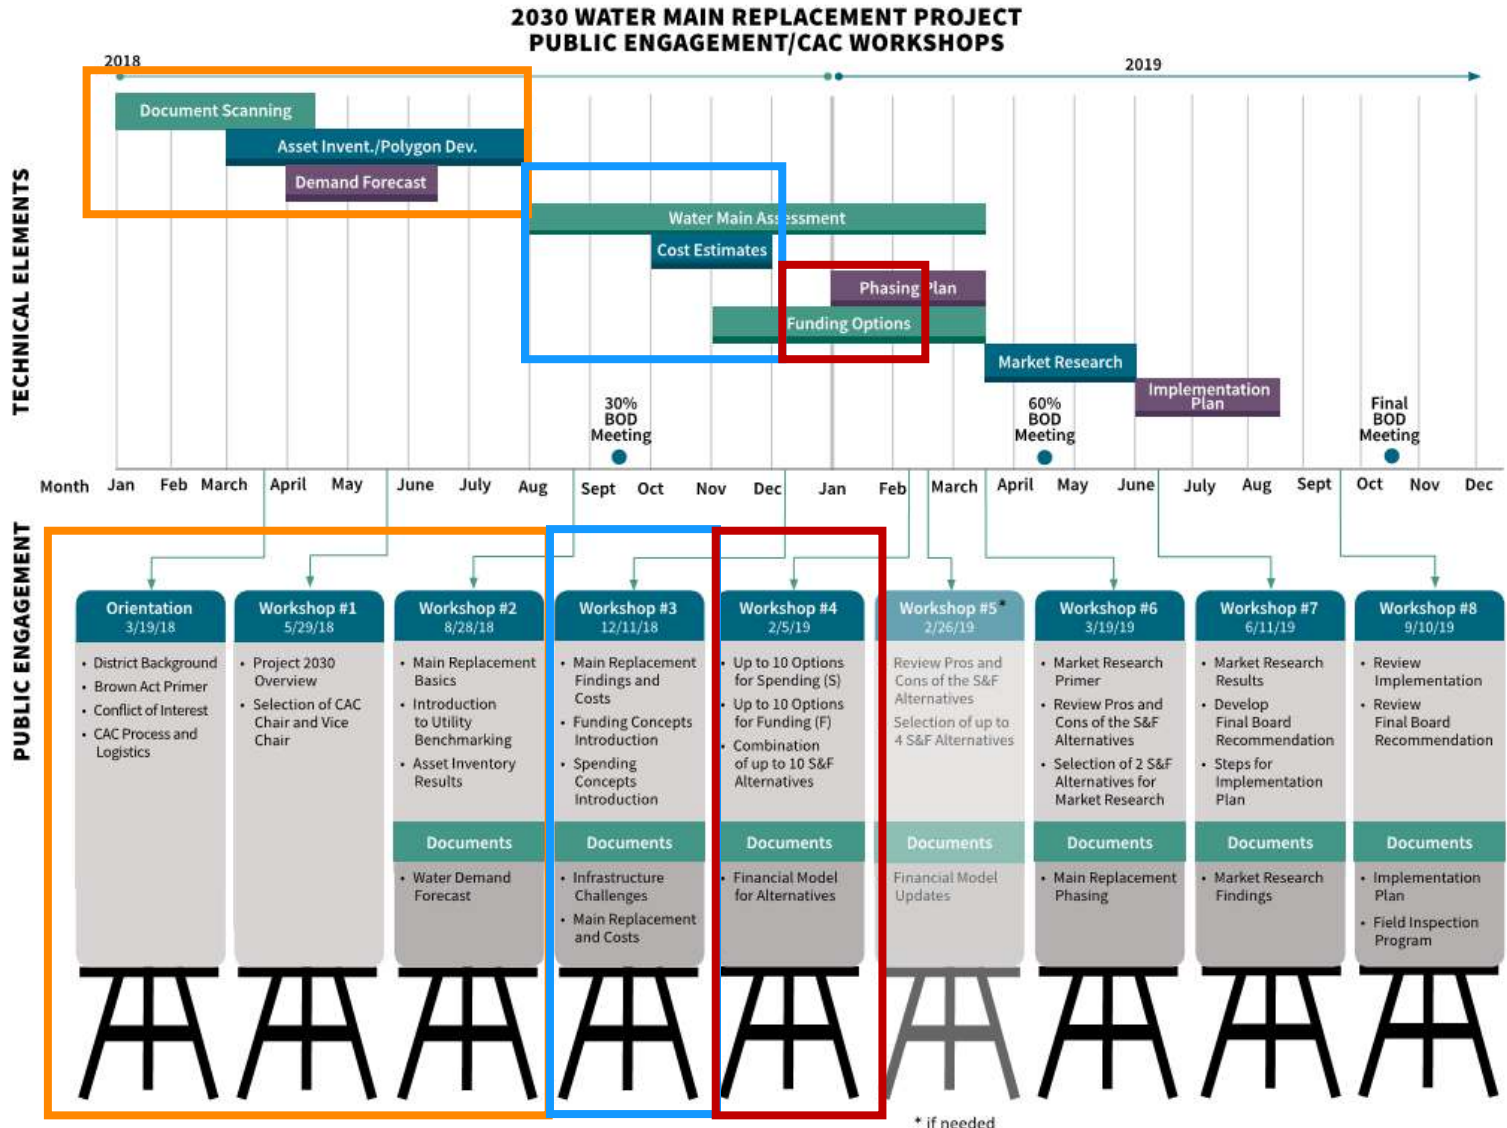 2030 WATER MAIN REPLACEMENT PROJECT
PUBLIC ENGAGEMENT/CAC WORKSHOPS
2018
2019
TECHNICAL ELEMENTS
Document Scanning
Asset Invent./Polygon Dev.
Demand Forecast
Water Main Assessment
Cost Estimates
Phasing Plan
Funding Options
Market Research
Implementation
Plan
30%
BOD
Meeting
60%
BOD
Meeting
Final
BOD
Meeting
Month Jan Feb March April May June July Aug Sept Oct Nov Dec Jan Feb March April May June July Aug Sept Oct Nov Dec
PUBLIC ENGAGEMENT
Orientation
3/19/18
• District Background
• Brown Act Primer
• Conflict of Interest
• CAC Process and
Logistics
Workshop #1
5/29/18
• Project 2030
Overview
• Selection of CAC
Chair and Vice
Chair
Workshop #2
8/28/18
• Main Replacement
Basics
• Introduction
to Utility
Benchmarking
• Asset Inventory
Results
Documents
• Water Demand
Forecast
Workshop #3
12/11/18
• Main Replacement
Findings and
Costs
• Funding Concepts
Introduction
• Spending
Concepts
Introduction
Documents
• Infrastructure
Challenges
• Main Replacement
and Costs
Workshop #4
2/5/19
• Up to 10 Options
for Spending (S)
• Up to 10 Options
for Funding (F)
• Combination
of up to 10 S&F
Alternatives
Documents
• Financial Model
for Alternatives
Workshop #5*
2/26/19
Review Pros and
Cons of the S&F
Alternatives
Selection of up to
4 S&F Alternatives
Documents
Financial Model
Updates
Workshop #6
3/19/19
• Market Research
Primer
• Review Pros and
Cons of the S&F
Alternatives
• Selection of 2 S&F
Alternatives for
Market Research
Documents
• Main Replacement
Phasing
Workshop #7
6/11/19
• Market Research
Results
• Develop
Final Board
Recommendation
• Steps for
Implementation
Plan
Documents
• Market Research
Findings
Workshop #8
9/10/19
• Review
Implementation
• Review
Final Board
Recommendation
Documents
• Implementation
Plan
• Field Inspection
Program
* if needed